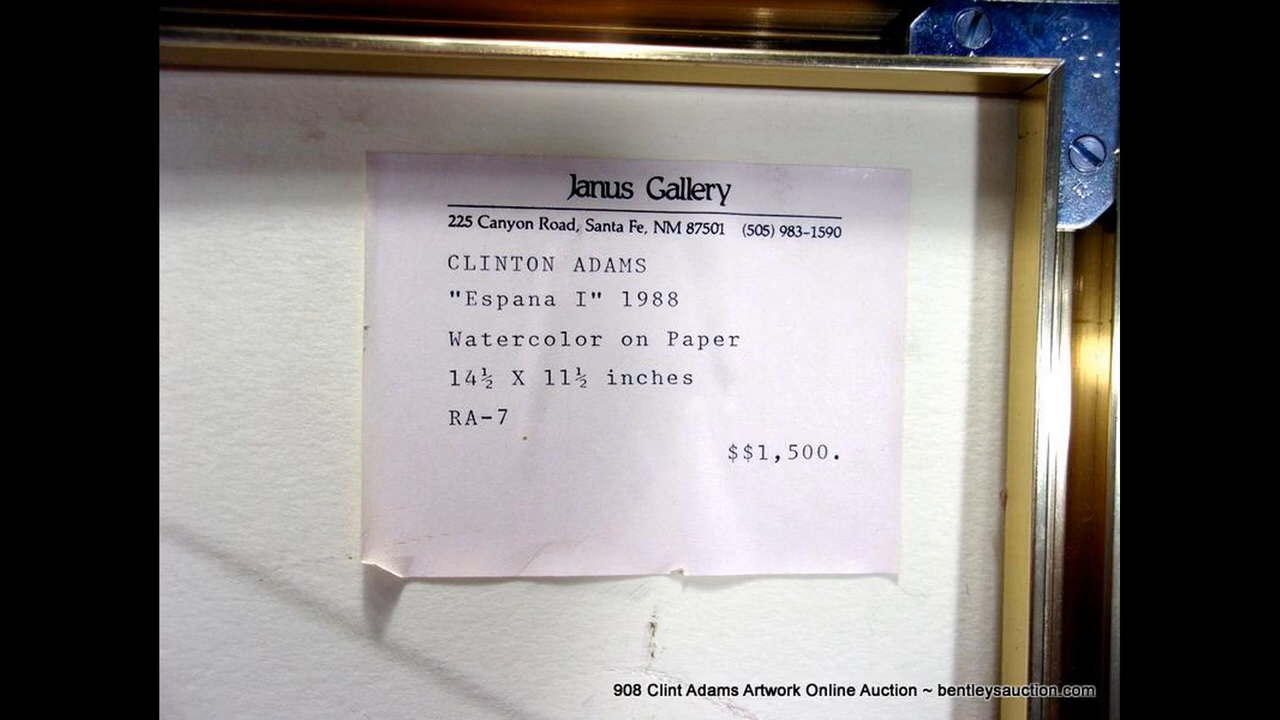 Janus Gallery
225 Canyon Road, Santa Fe, NM 87501 (505) 983-1590
CLINTON ADAMS
"Espana I" 1988
Watercolor on Paper
14½ X 11½ inches
RA-7
$$1,500.
908 Clint Adams Artwork Online Auction ~ bentleysauction.com